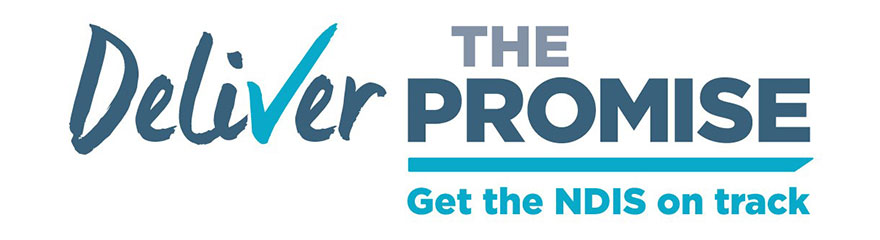 Deliver THE
PROMISE
Get the NDIS on track